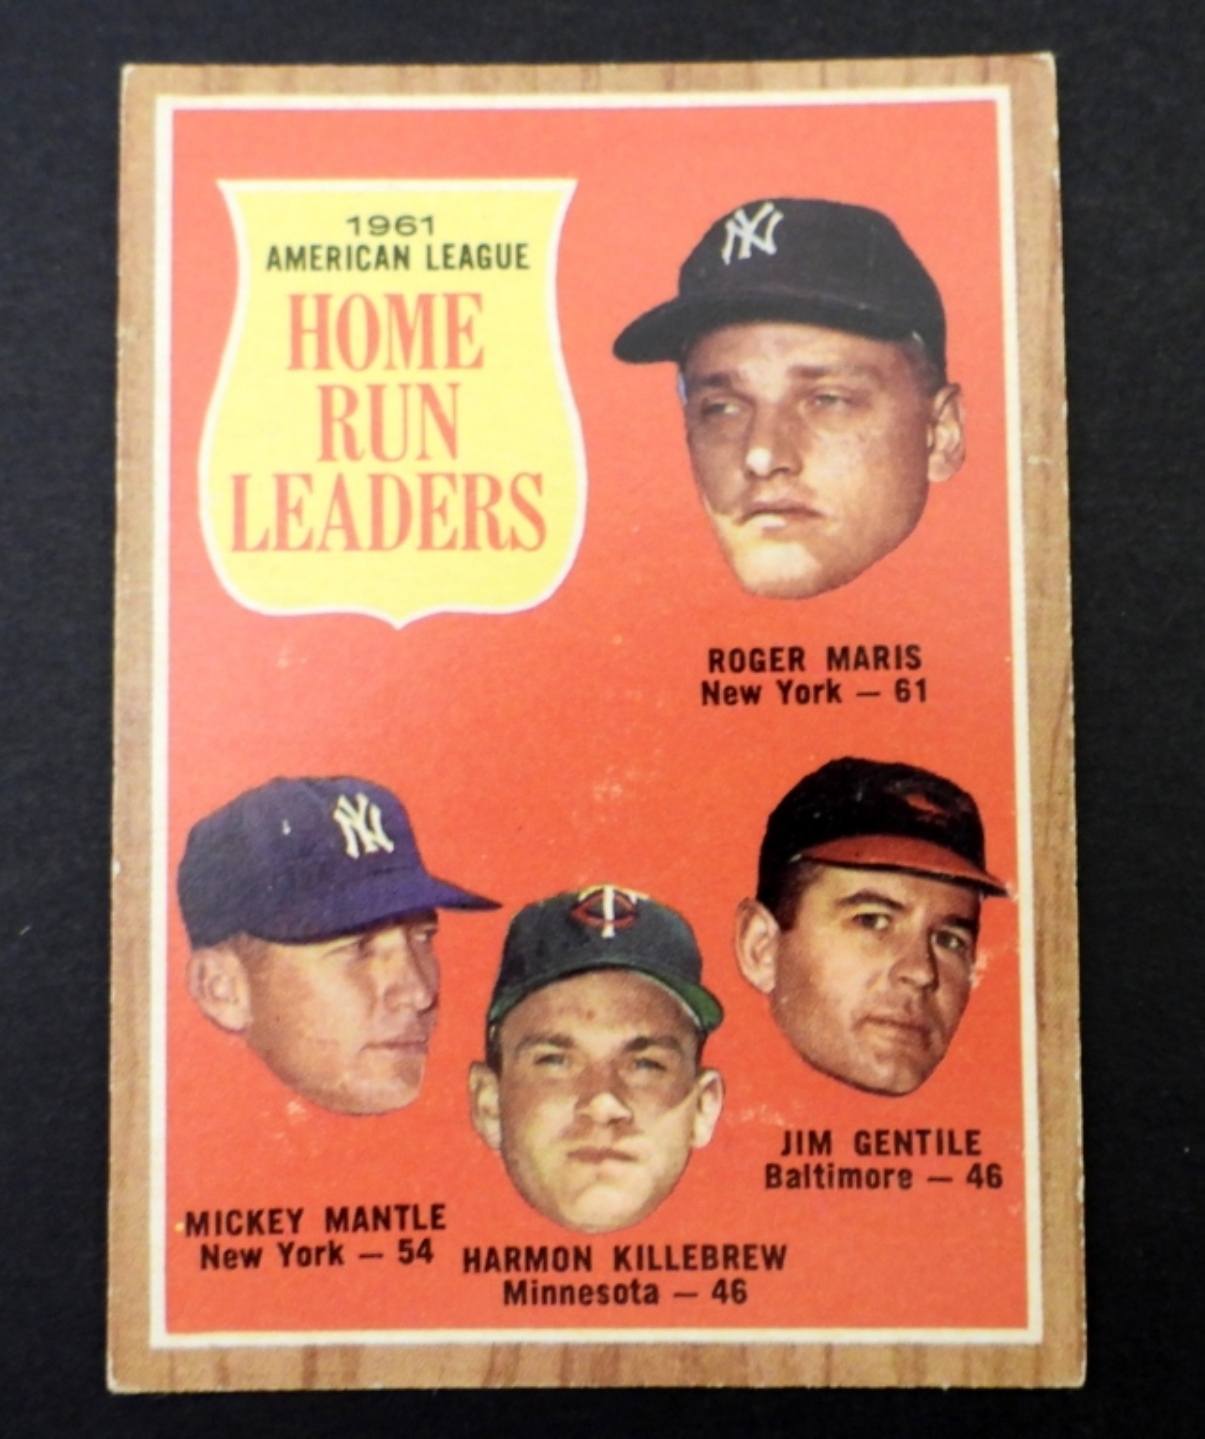 1961
AMERICAN LEAGUE
HOME
RUN
LEADERS
NY
ROGER MARIS
New York — 61
NY
TC
JIM GENTILE
Baltimore — 46
MICKEY MANTLE
New York — 54
HARMON KILLEBREW
Minnesota — 46